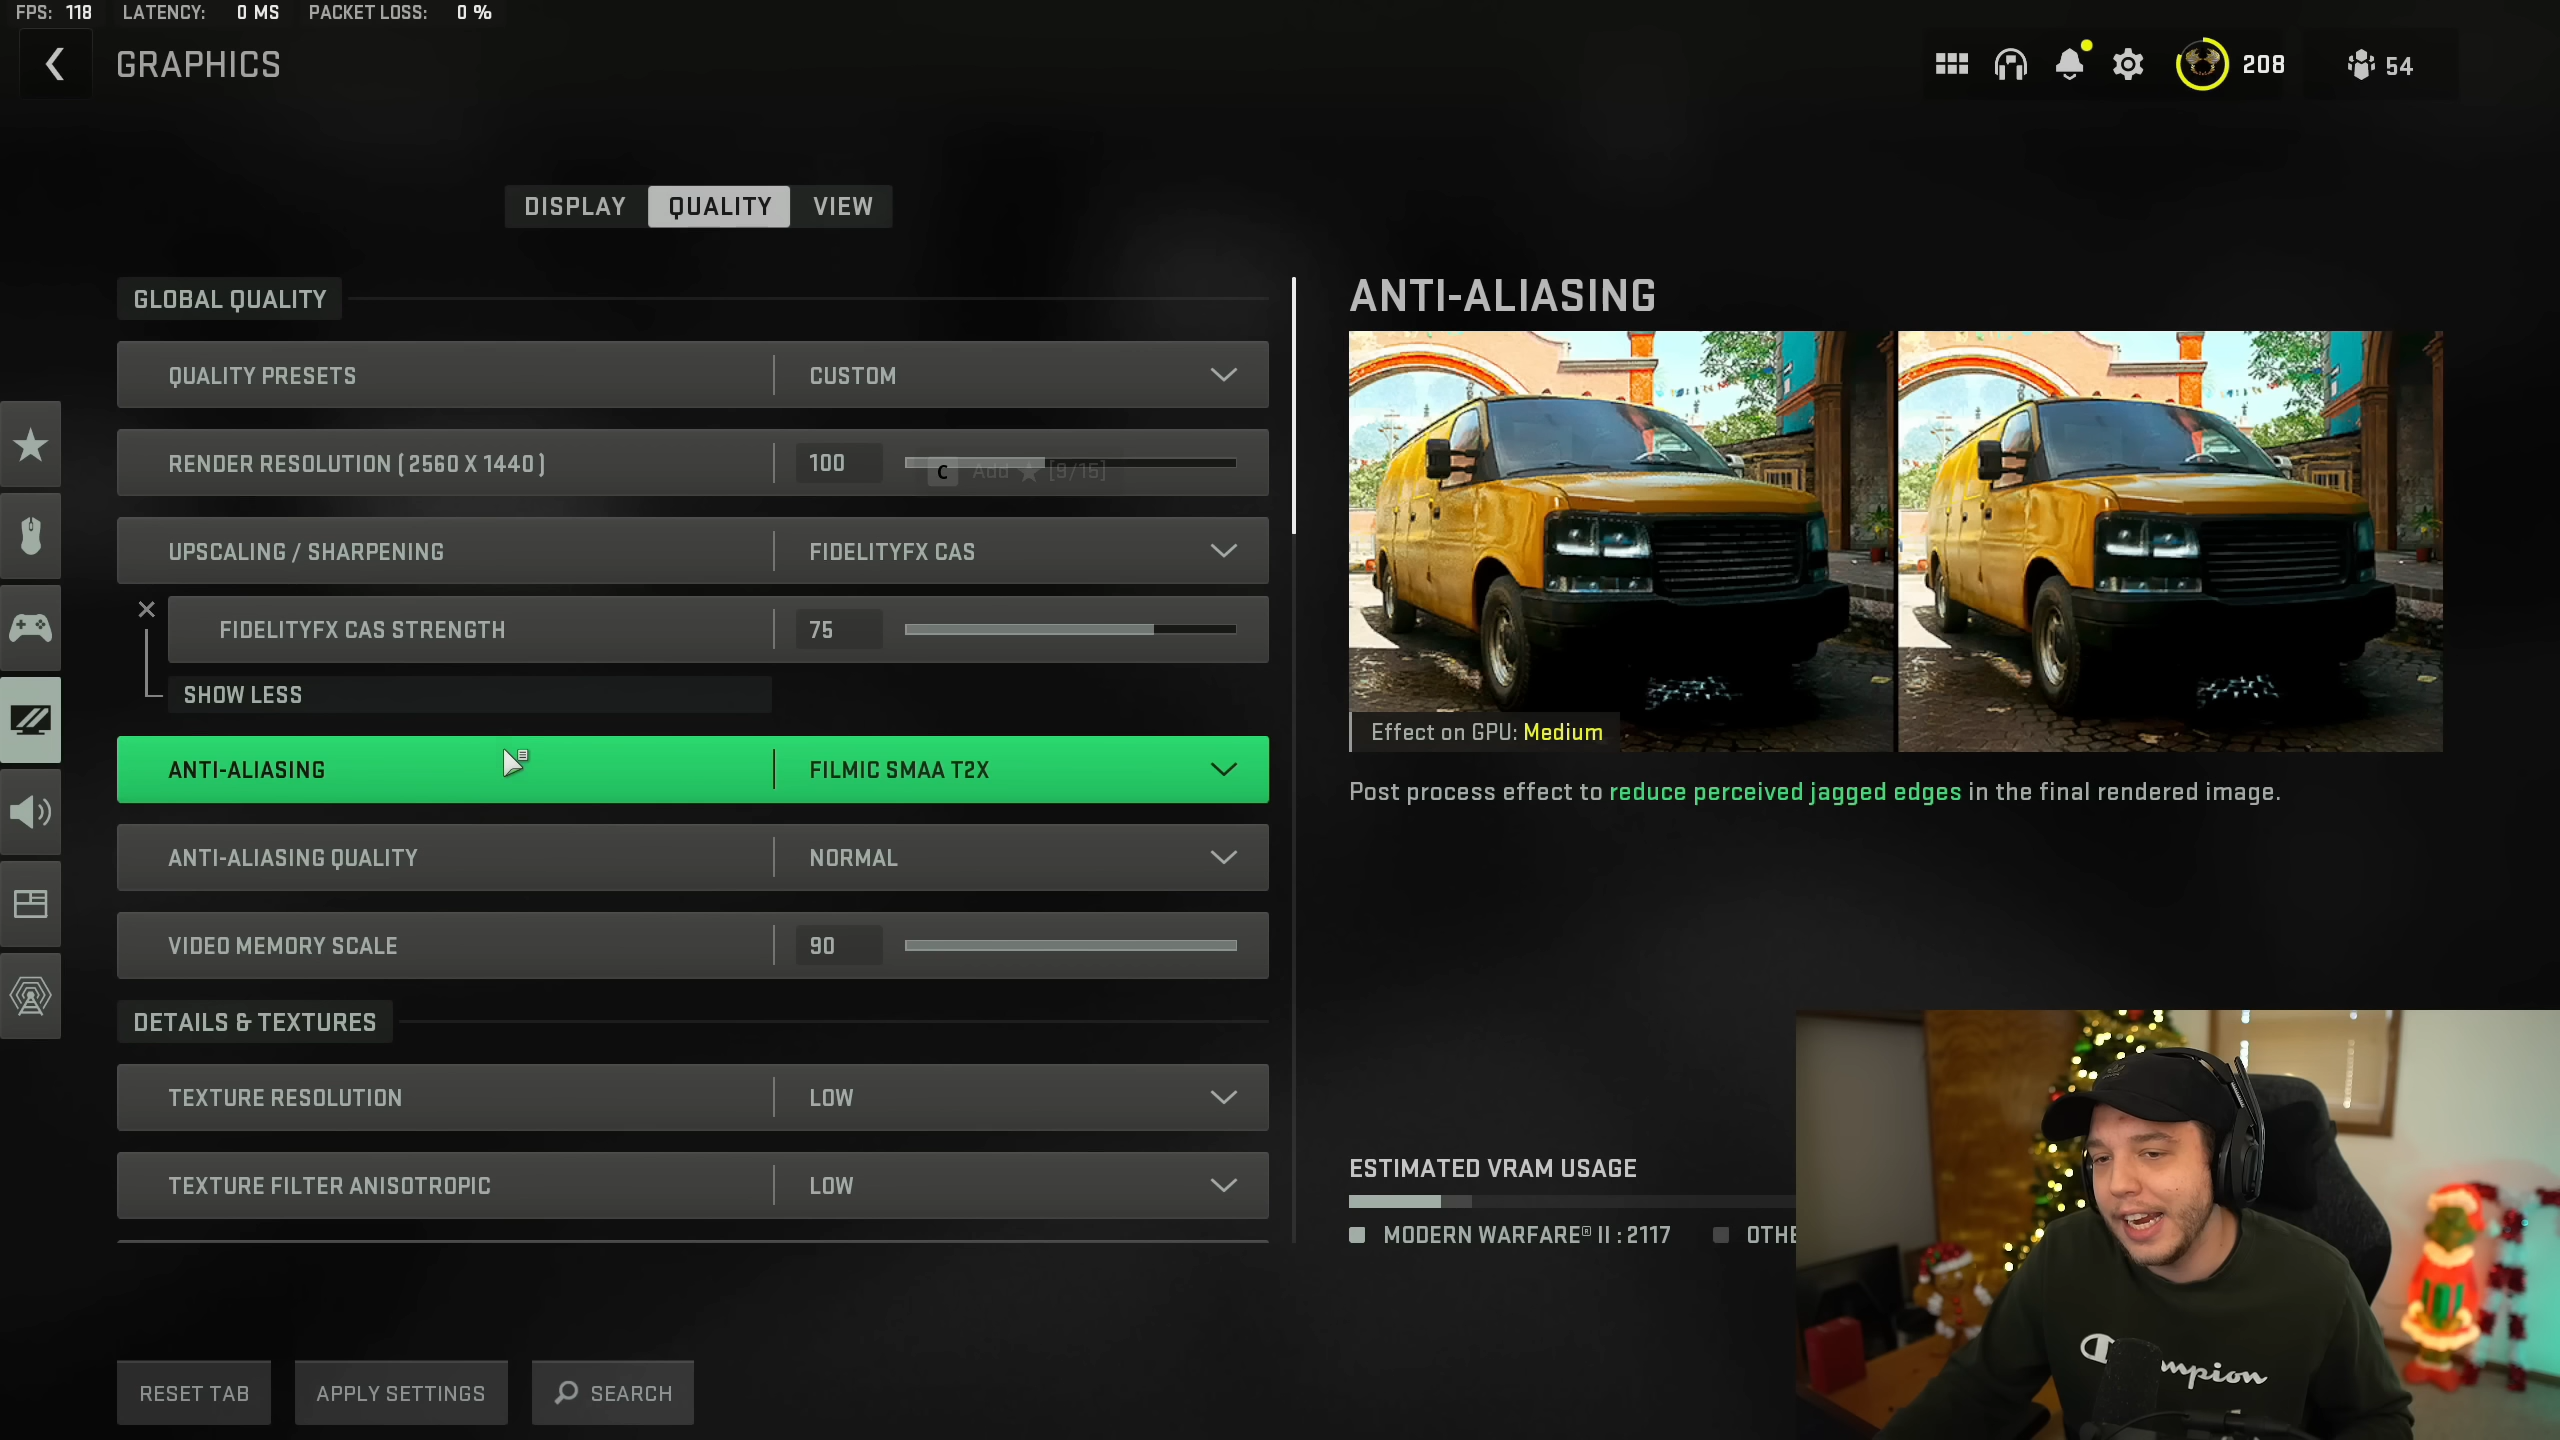 FPS: 118 LATENCY: 0 MS PACKET LOSS: 0 %
GRAPHICS
208
54
DISPLAY QUALITY VIEW
GLOBAL QUALITY
QUALITY PRESETS CUSTOM
RENDER RESOLUTION ( 2560 X 1440 ) 100
C Add [9/15]
UPSCALING / SHARPENING FIDELITYFX CAS
FIDELITYFX CAS STRENGTH 75
SHOW LESS
ANTI-ALIASING FILMIC SMAA T2X
ANTI-ALIASING QUALITY NORMAL
VIDEO MEMORY SCALE 90
DETAILS & TEXTURES
TEXTURE RESOLUTION LOW
TEXTURE FILTER ANISOTROPIC LOW
RESET TAB APPLY SETTINGS SEARCH
ANTI-ALIASING
Effect on GPU: Medium
Post process effect to reduce perceived jagged edges in the final rendered image.
ESTIMATED VRAM USAGE
MODERN WARFARE® II : 2117 OTHE